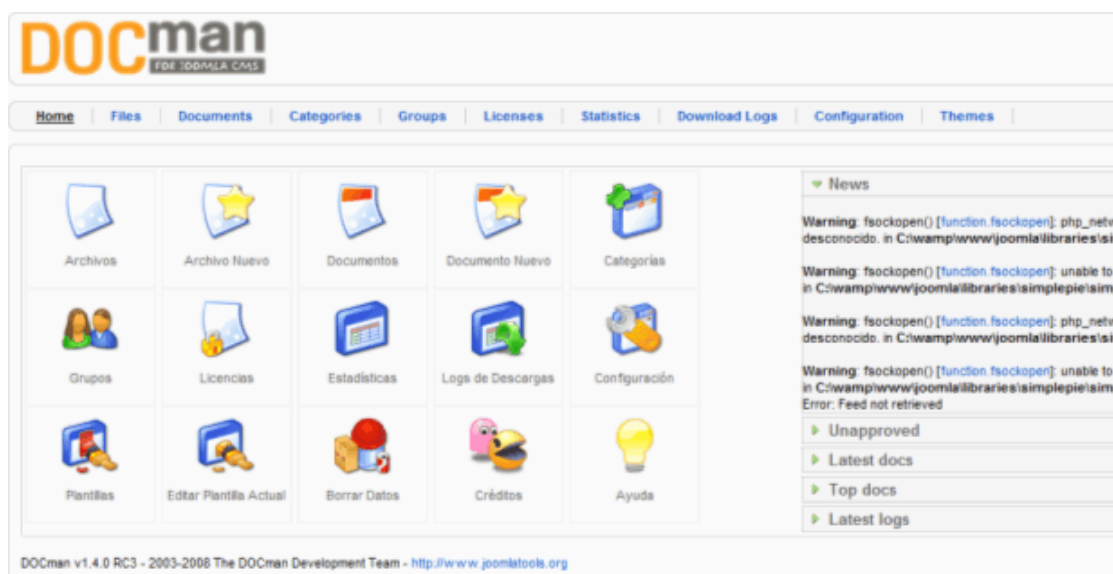 DOCman
FOR JOOMLA CMS
Home Files Documents Categories Groups Licenses Statistics Download Logs Configuration Themes
Archivos Archivo Nuevo Documentos Documento Nuevo Categorías
Grupos Licencias Estadísticas Logs de Descargas Configuración
Plantillas Editar Plantilla Actual Borrar Datos Créditos Ayuda
News
Warning: fsockopen() [function.fsockopen]: php_netw
desconocido. in C:\wamp\www\joomla\libraries\si
Warning: fsockopen() [function.fsockopen]: unable to
in C:\wamp\www\joomla\libraries\simplepie\sim
Warning: fsockopen() [function.fsockopen]: php_netw
desconocido. in C:\wamp\www\joomla\libraries\si
Warning: fsockopen() [function.fsockopen]: unable to
in C:\wamp\www\joomla\libraries\simplepie\sim
Error: Feed not retrieved
Unapproved
Latest docs
Top docs
Latest logs
DOCman v1.4.0 RC3 - 2003-2008 The DOCman Development Team - http://www.joomlatools.org